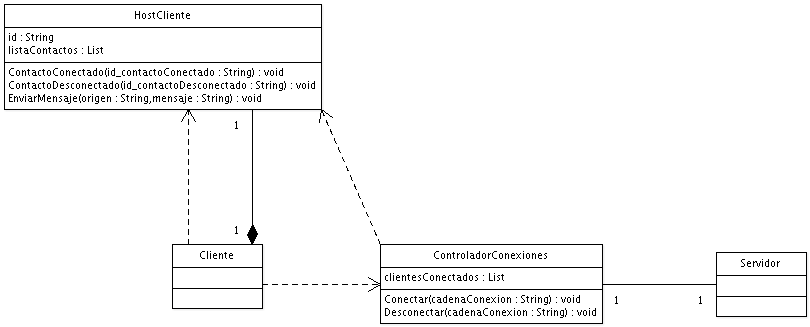 HostCliente
id : String
listaContactos : List
ContactoConectado(id_contactoConectado : String) : void
ContactoDesconectado(id_contactoDesconectado : String) : void
EnviarMensaje(origen : String,mensaje : String) : void
1
1
Cliente
ControladorConexiones
clientesConectados : List
Conectar(cadenaConexion : String) : void
Desconectar(cadenaConexion : String) : void
1
1
Servidor